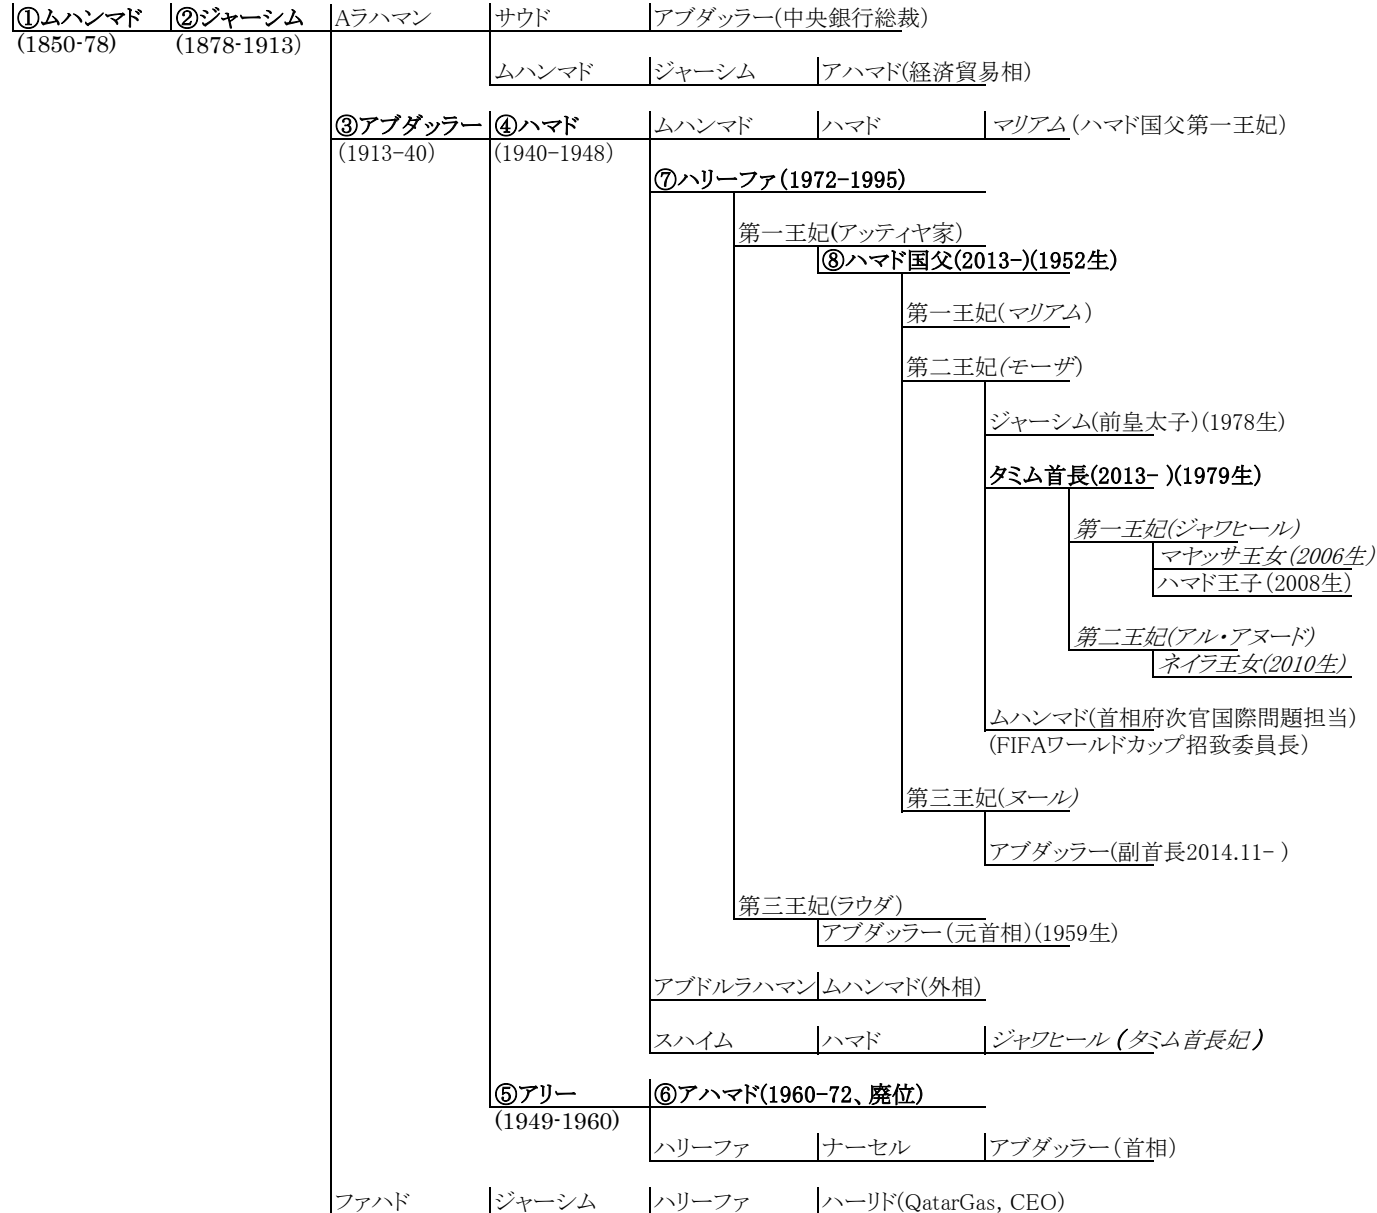 ①ムハンマド ②ジャーシム Aラハマン サウド アブダッラー(中央銀行総裁)
(1850-78) (1878-1913)
ムハンマド ジャーシム アハマド(経済貿易相)
③アブダッラー ④ハマド ムハンマド ハマド マリアム(ハマド国父第一王妃)
(1913-40) (1940-1948)
⑦ハリーファ(1972-1995)
第一王妃(アッティヤ家)
⑧ハマド国父(2013-)(1952生)
第一王妃(マリアム)
第二王妃(モーザ)
ジャーシム(前皇太子)(1978生)
タミム首長(2013- )(1979生)
第一王妃(ジャワヒール)
マヤッサ王女(2006生)
ハマド王子(2008生)
第二王妃(アル・アヌード)
ネイラ王女(2010生)
ムハンマド(首相府次官国際問題担当)
(FIFAワールドカップ招致委員長)
第三王妃(ヌール)
アブダッラー(副首長2014.11- )
第三王妃(ラウダ)
アブダッラー(元首相)(1959生)
アブドルラハマン ムハンマド(外相)
スハイム ハマド ジャワヒール(タミム首長妃)
⑤アリー ⑥アハマド(1960-72、廃位)
(1949-1960)
ハリーファ ナーセル アブダッラー(首相)
ファハド ジャーシム ハリーファ ハーリド(QatarGas, CEO)